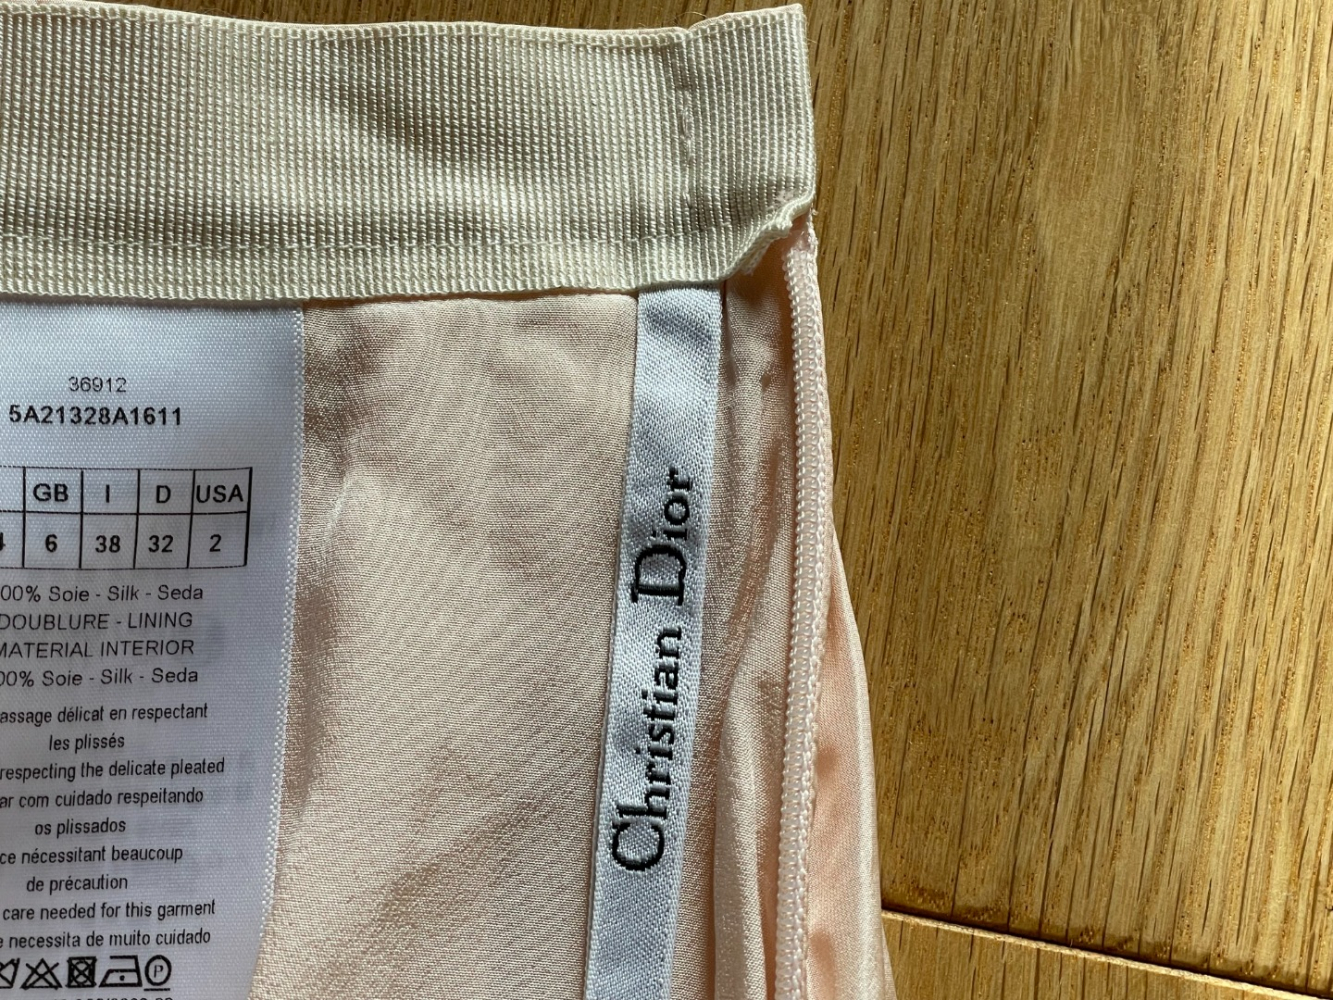 36912
5A21328A1611
GB I D USA
6 38 32 2
00% Soie - Silk - Seda
DOUBLURE - LINING
MATERIAL INTERIOR
00% Soie - Silk - Seda
assage délicat en respectant
les plissés
respecting the delicate pleated
ar com cuidado respeitando
os plissados
ce nécessitant beaucoup
de précaution
care needed for this garment
e necessita de muito cuidado
P
Christian Dior